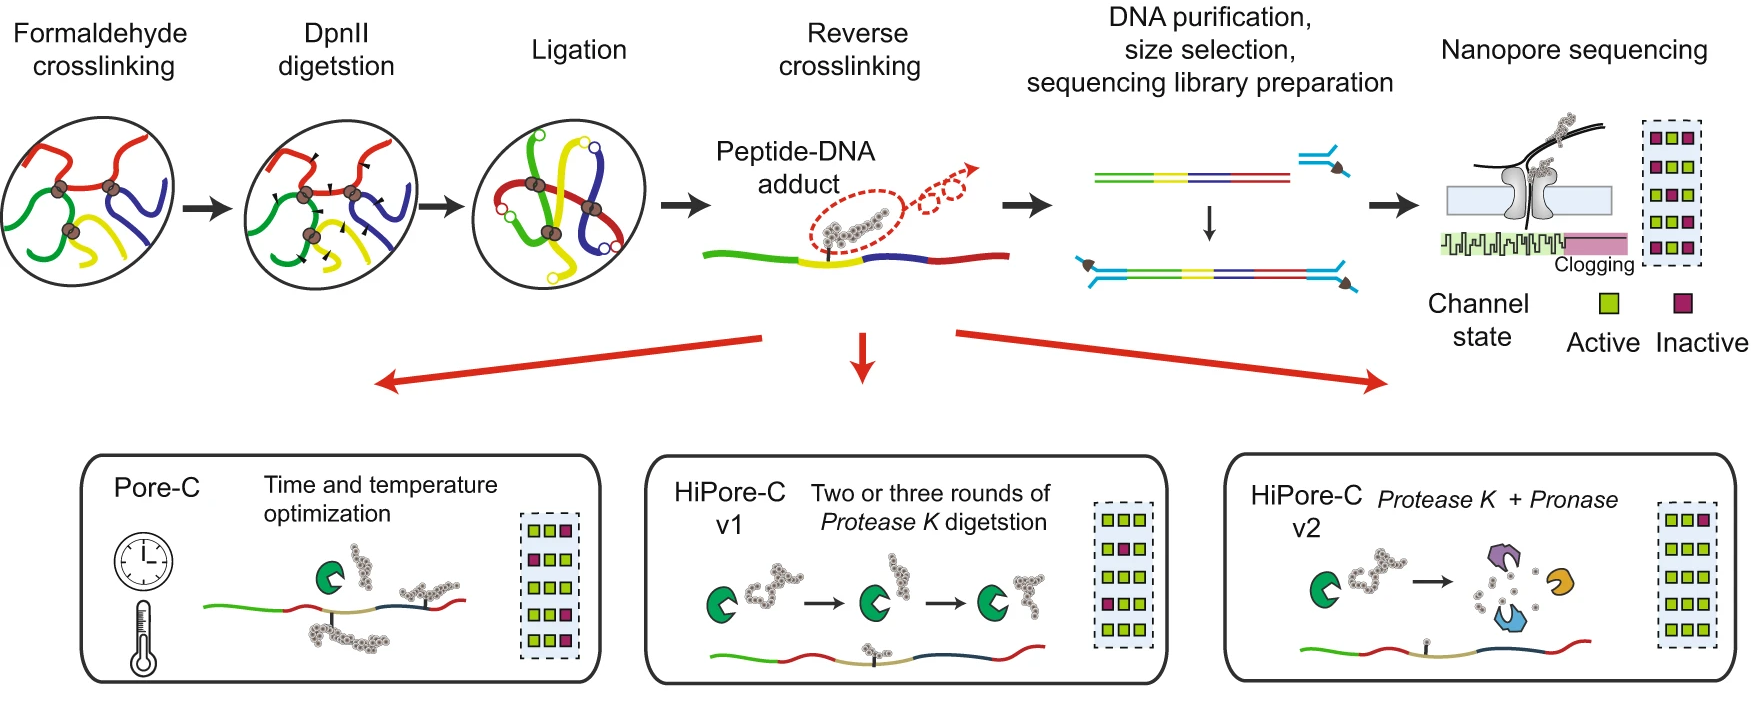 Formaldehyde
crosslinking
DpnII
digetstion
Ligation
Reverse
crosslinking
DNA purification,
size selection,
sequencing library preparation
Nanopore sequencing
Peptide-DNA
adduct
Clogging
Channel
state
Active
Inactive
Pore-C
Time and temperature
optimization
HiPore-C
v1
Two or three rounds of
Protease K digetstion
HiPore-C
v2
Protease K + Pronase